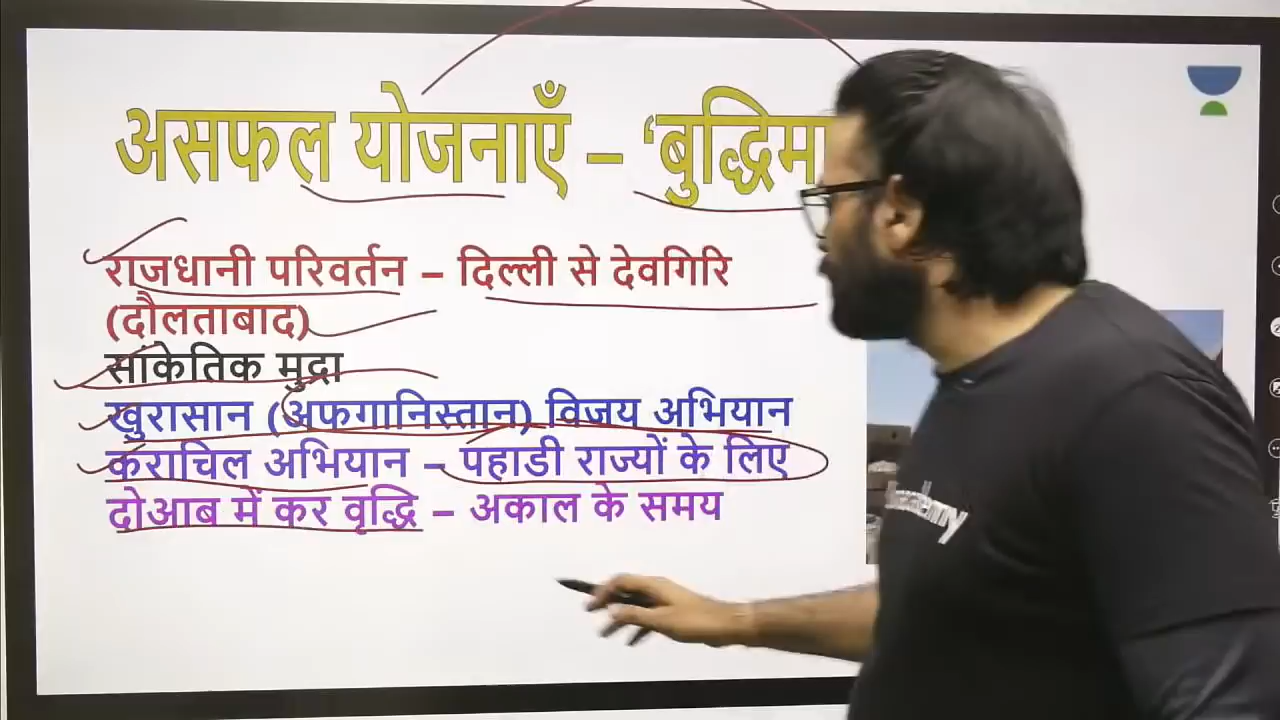 असफल योजनाएँ – ‘बुद्धिमा
राजधानी परिवर्तन – दिल्ली से देवगिरि
(दौलताबाद)
सांकेतिक मुद्रा
खुरासान (अफगानिस्तान) विजय अभियान
कराचिल अभियान – पहाडी राज्यों के लिए
दोआब में कर वृद्धि – अकाल के समय